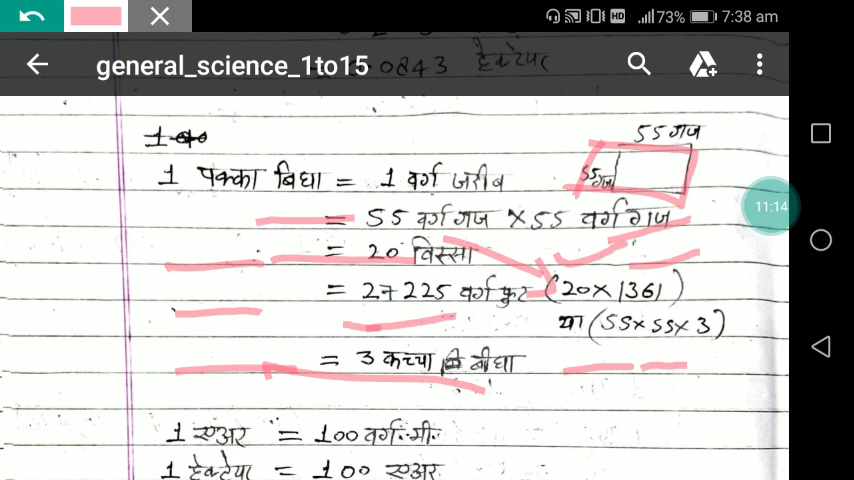 HD 73% 7:38 am
general_science_1to15
0843 हेक्टेयर
55 गज
1 पक्का बिघा = 1 वर्ग जरीब
55गज
= 55 वर्ग गज × 55 वर्ग गज
11:14
= 20 विस्सा
= 27225 वर्ग फुट (20×1361)
या (55×55×3)
= 3 कच्चा बीघा
1 एअर = 100 वर्ग.मी.
1 हेक्टेयर = 100 एअर